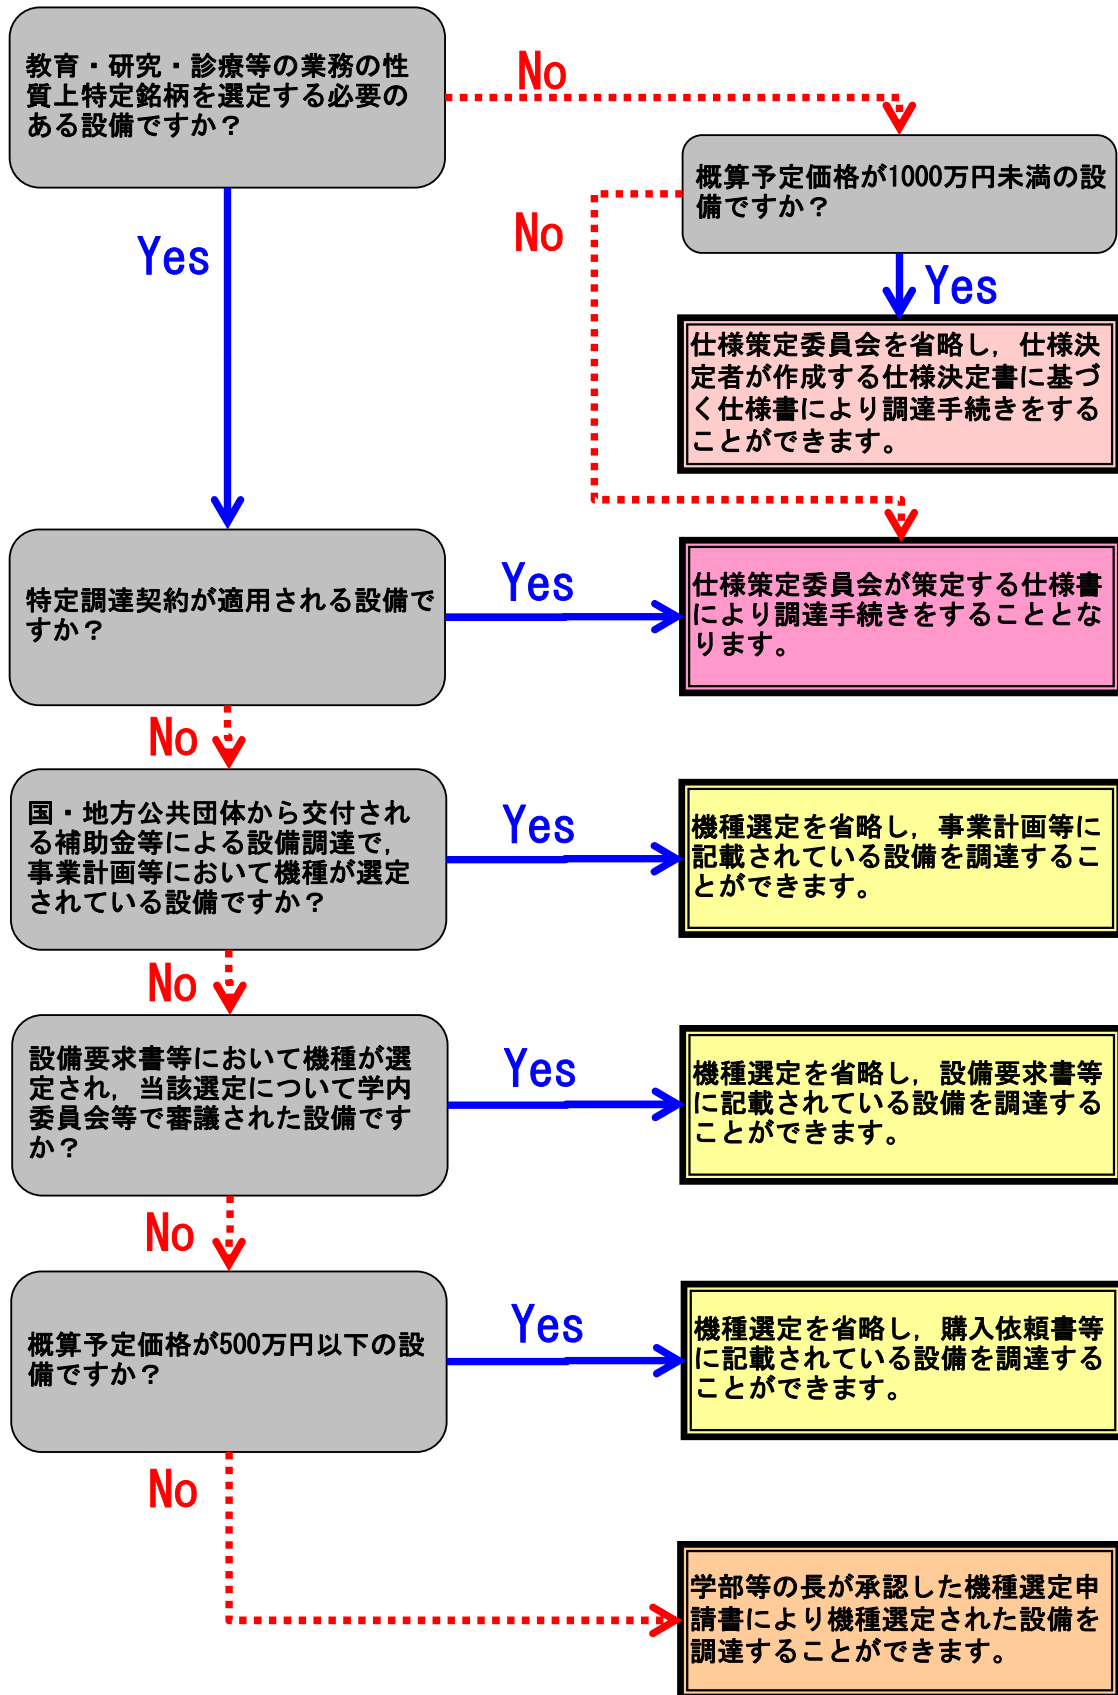 教育・研究・診療等の業務の性
質上特定銘柄を選定する必要の
ある設備ですか？
No
概算予定価格が1000万円未満の設
備ですか？
No
Yes
Yes
仕様策定委員会を省略し，仕様決
定者が作成する仕様決定書に基づ
く仕様書により調達手続きをする
ことができます。
特定調達契約が適用される設備で
すか？
Yes
仕様策定委員会が策定する仕様書
により調達手続きをすることとな
ります。
No
国・地方公共団体から交付され
る補助金等による設備調達で，
事業計画等において機種が選定
されている設備ですか？
Yes
機種選定を省略し，事業計画等に
記載されている設備を調達するこ
とができます。
No
設備要求書等において機種が選
定され，当該選定について学内
委員会等で審議された設備です
か？
Yes
機種選定を省略し，設備要求書等
に記載されている設備を調達する
ことができます。
No
概算予定価格が500万円以下の設
備ですか？
Yes
機種選定を省略し，購入依頼書等
に記載されている設備を調達する
ことができます。
No
学部等の長が承認した機種選定申
請書により機種選定された設備を
調達することができます。